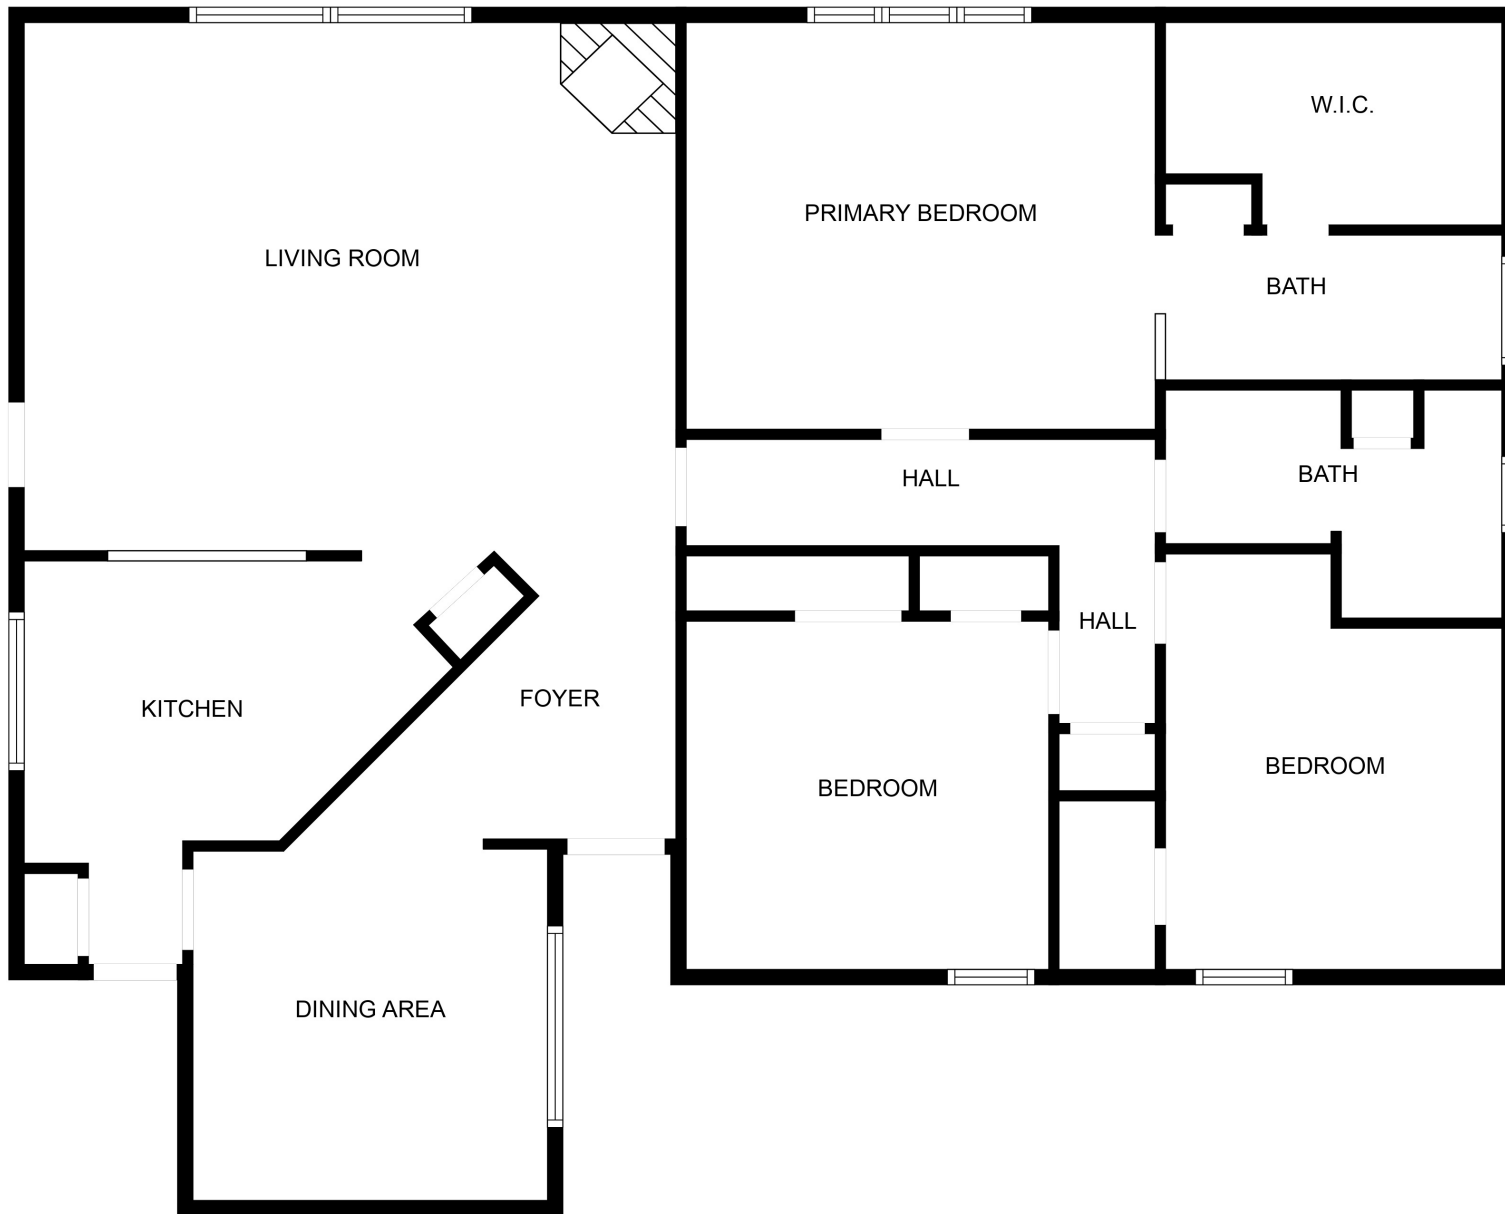 W.I.C.
PRIMARY BEDROOM
LIVING ROOM
BATH
BATH
HALL
HALL
FOYER
KITCHEN
BEDROOM
BEDROOM
DINING AREA